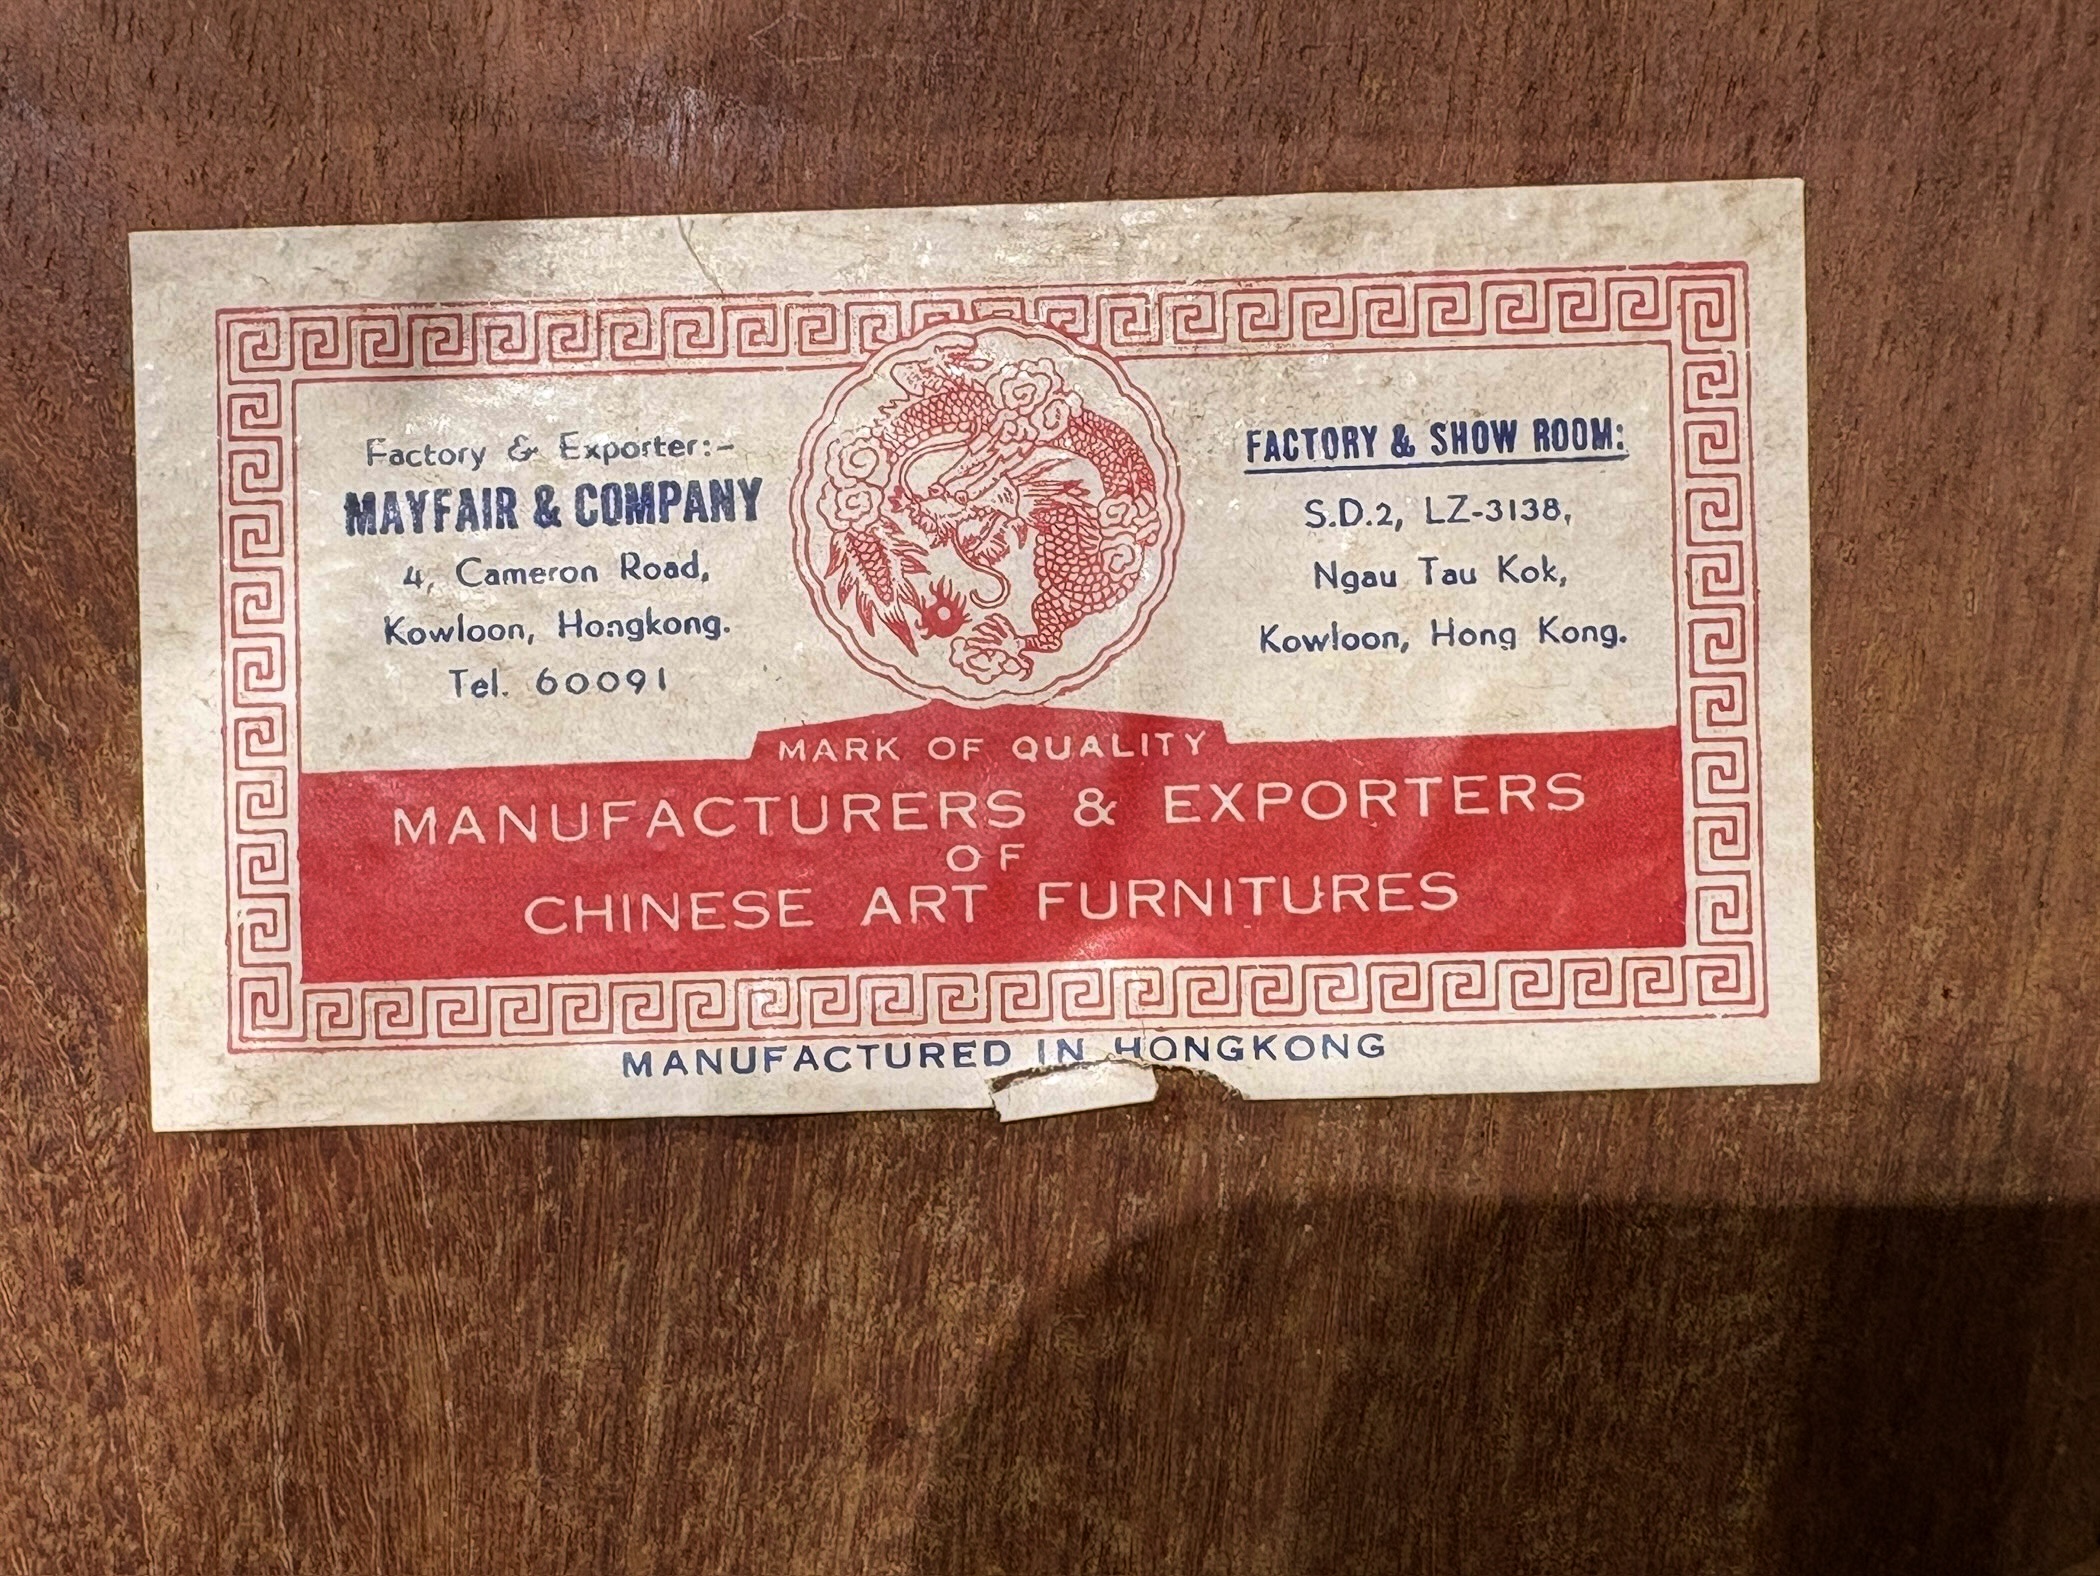 Factory & Exporter:-
MAYFAIR & COMPANY
4, Cameron Road,
Kowloon, Hongkong.
Tel. 60091
FACTORY & SHOW ROOM:
S.D.2, LZ-3138,
Ngau Tau Kok,
Kowloon, Hong Kong.
MARK OF QUALITY
MANUFACTURERS & EXPORTERS
OF
CHINESE ART FURNITURES
MANUFACTURED IN HONGKONG